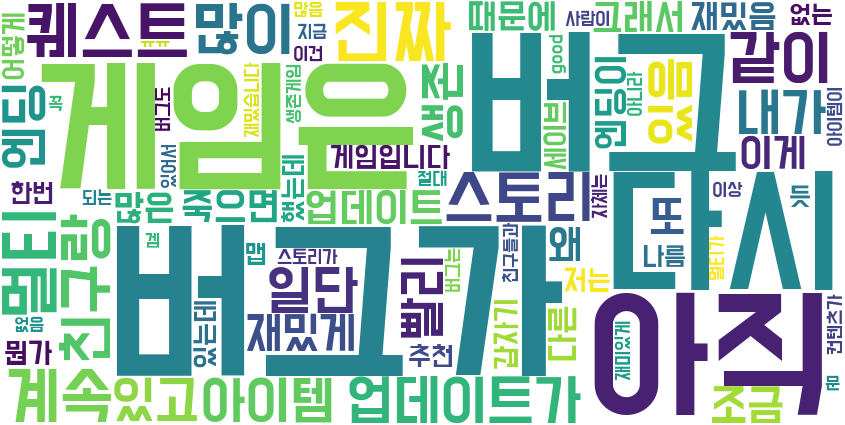 어떻게
퀘스트
ㅠㅠ
많이
많음
지금
이건
진짜
때문에
사람이
그래서
재밌음
없는
엔딩
꼭
게임은
버그도
재밌습니다
생존게임
생존
버그
good
세이브
엔딩이
아니라
있음
같이
내가
아이템이
이게
게임입니다
있어서
한번
되는
많은
죽으면
했는데
업데이트
절대
스토리
자체는
다시
이상
듯
멀티
친구랑
겜
버그가
맵
스토리가
일단
빨리
버그는
친구들과
왜
또
나름
멀티가
저는
없음
뭔가
있는데
재밌게
추천
갑자기
다른
재미있게
아직
컨텐츠가
계속
있고
아이템
업데이트가
조금